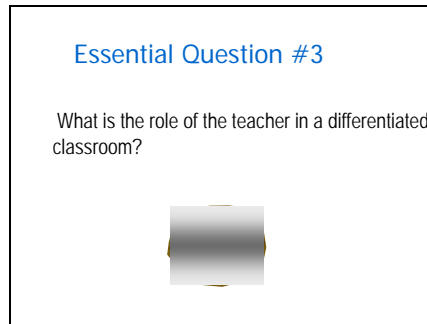 Essential Question #3
What is the role of the teacher in a differentiated
classroom?